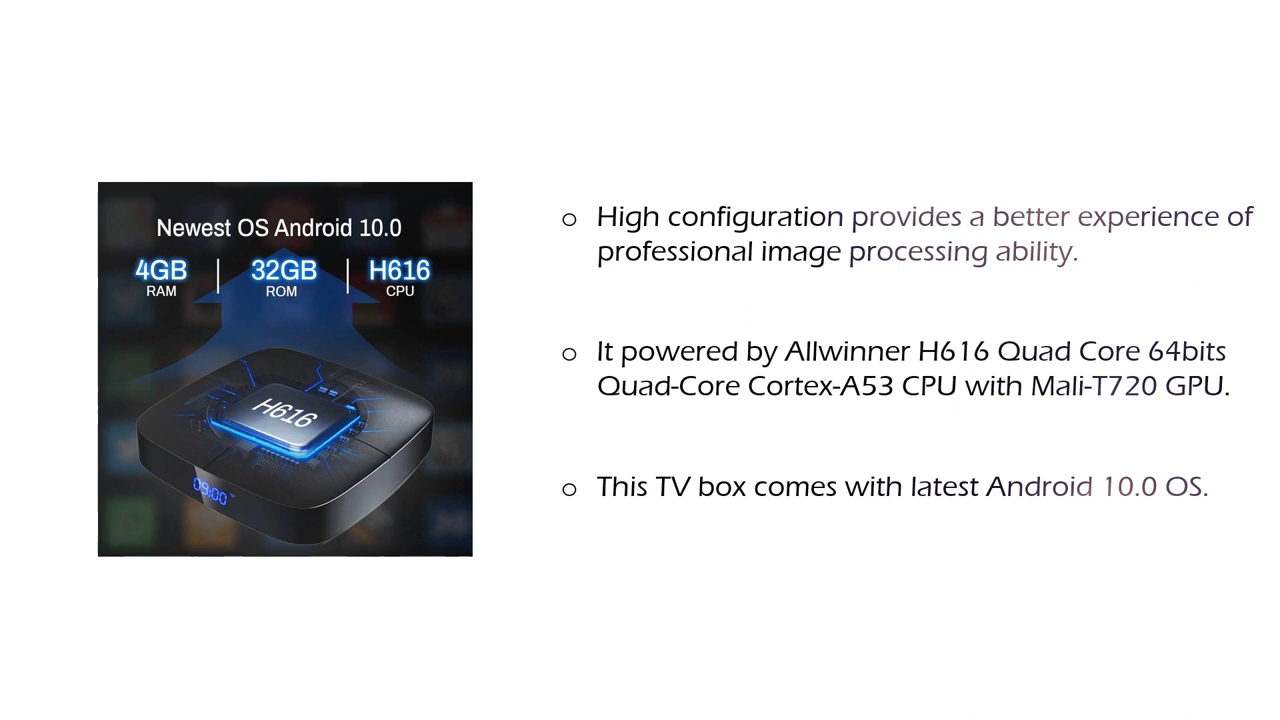 Newest OS Android 10.0
4GB | 32GB | H616
RAM ROM CPU
H616
09:00
o High configuration provides a better experience of
professional image processing ability.
o It powered by Allwinner H616 Quad Core 64bits
Quad-Core Cortex-A53 CPU with Mali-T720 GPU.
o This TV box comes with latest Android 10.0 OS.